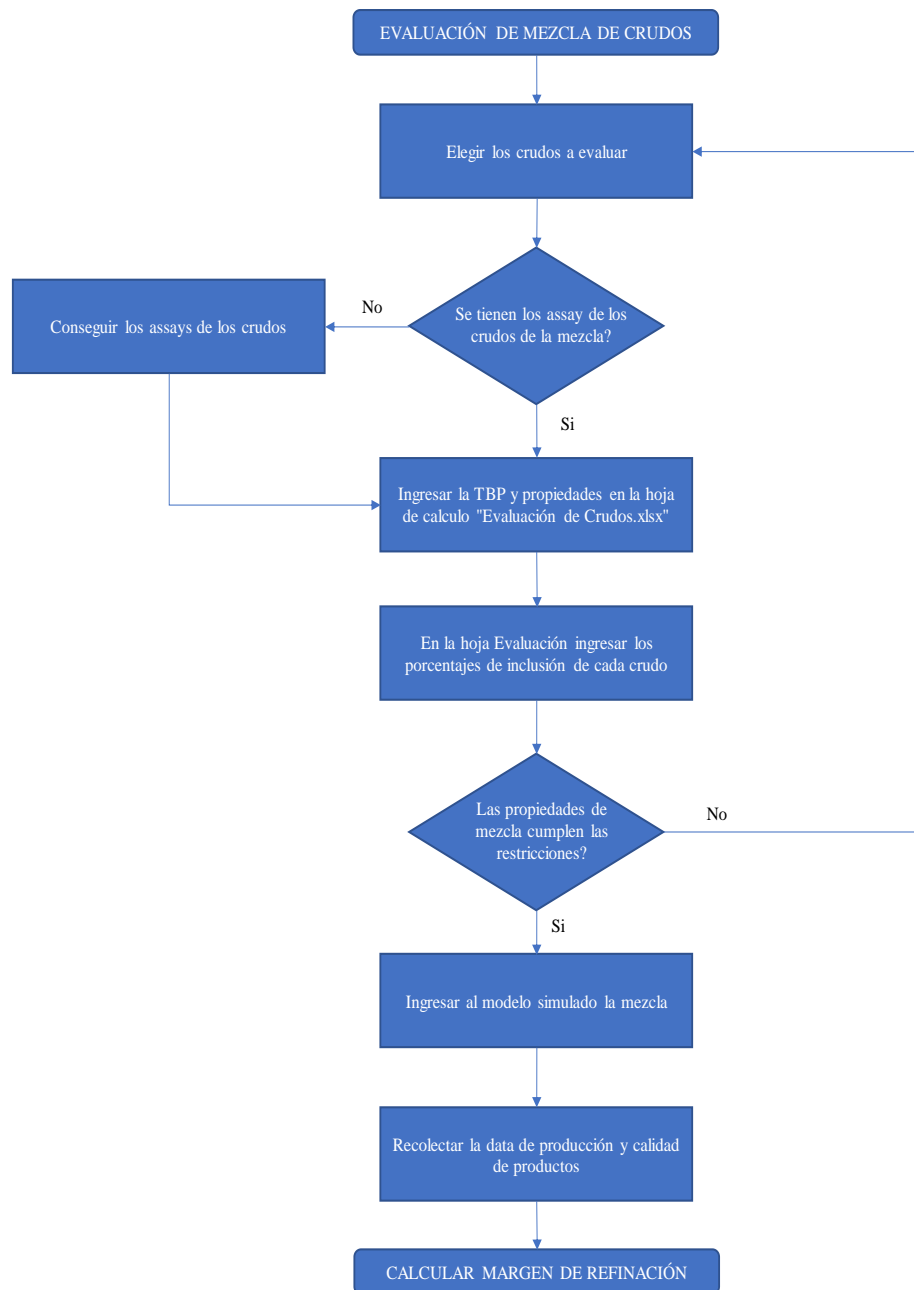 EVALUACIÓN DE MEZCLA DE CRUDOS
Elegir los crudos a evaluar
No
Se tienen los assay de los
crudos de la mezcla?
Conseguir los assays de los crudos
Si
Ingresar la TBP y propiedades en la hoja
de calculo "Evaluación de Crudos.xlsx"
En la hoja Evaluación ingresar los
porcentajes de inclusión de cada crudo
Las propiedades de
mezcla cumplen las
restricciones?
No
Si
Ingresar al modelo simulado la mezcla
Recolectar la data de producción y calidad
de productos
CALCULAR MARGEN DE REFINACIÓN